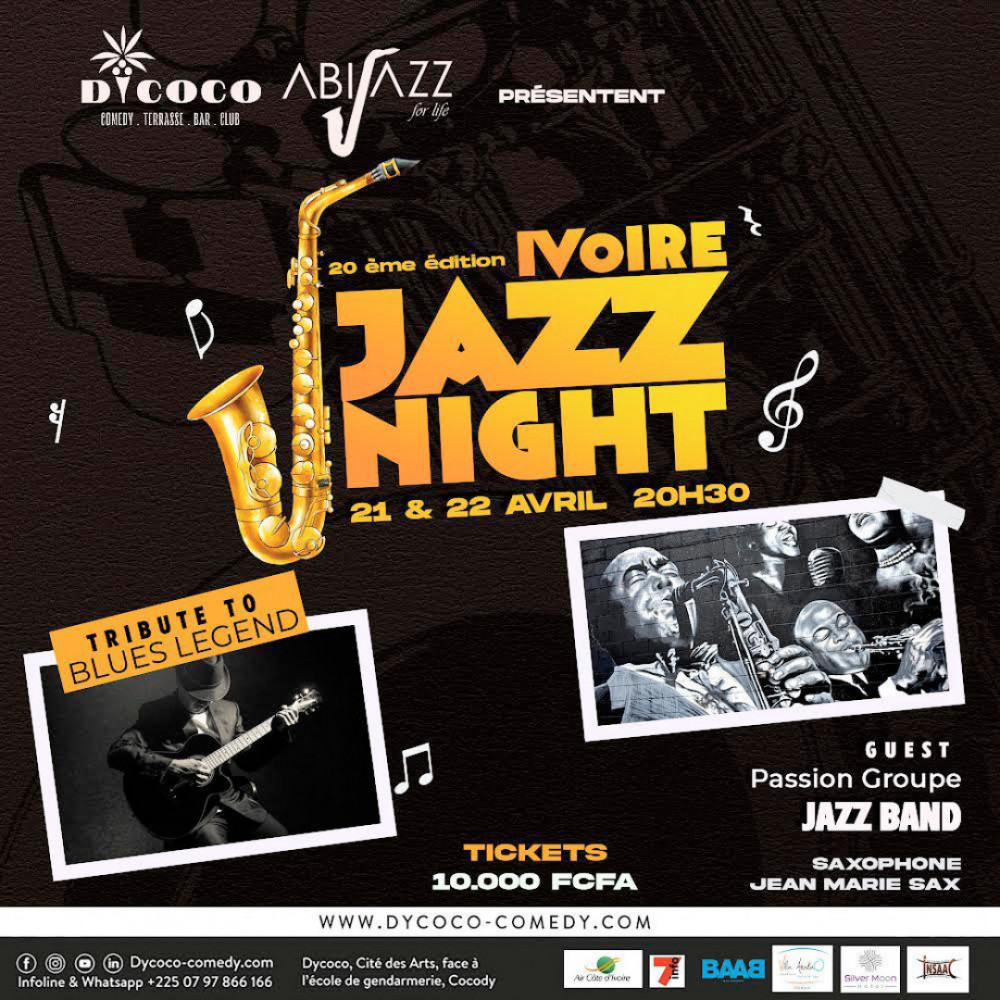 DYCOCO
COMEDY . TERRASSE . BAR . CLUB
ABIJAZZ
for life
PRÉSENTENT
20 ème édition
IVOIRE
JAZZ
NIGHT
21 & 22 AVRIL 20H30
TRIBUTE TO
BLUES LEGEND
GUEST
Passion Groupe
JAZZ BAND
SAXOPHONE
JEAN MARIE SAX
TICKETS
10.000 FCFA
WWW.DYCOCO-COMEDY.COM
Dycoco-comedy.com
Infoline & Whatsapp +225 07 97 866 166
Dycoco, Cité des Arts, face à
l'école de gendarmerie, Cocody
Air Côte d'Ivoire
7info
BAAB
Silver Moon
HOTEL
INSAAC